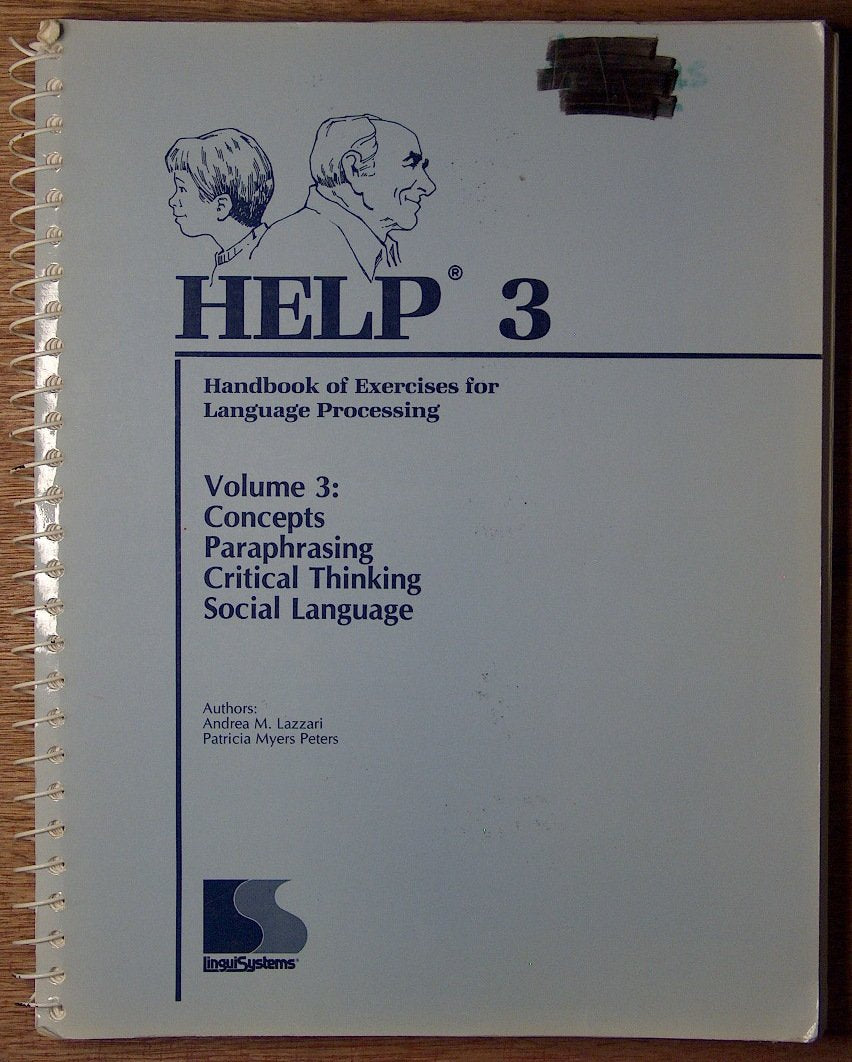 HELP® 3
Handbook of Exercises for
Language Processing
Volume 3:
Concepts
Paraphrasing
Critical Thinking
Social Language
Authors:
Andrea M. Lazzari
Patricia Myers Peters
LinguiSystems®